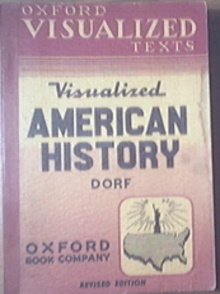 OXFORD
VISUALIZED
TEXTS
Visualized
AMERICAN
HISTORY
DORF
OXFORD
BOOK COMPANY
REVISED EDITION